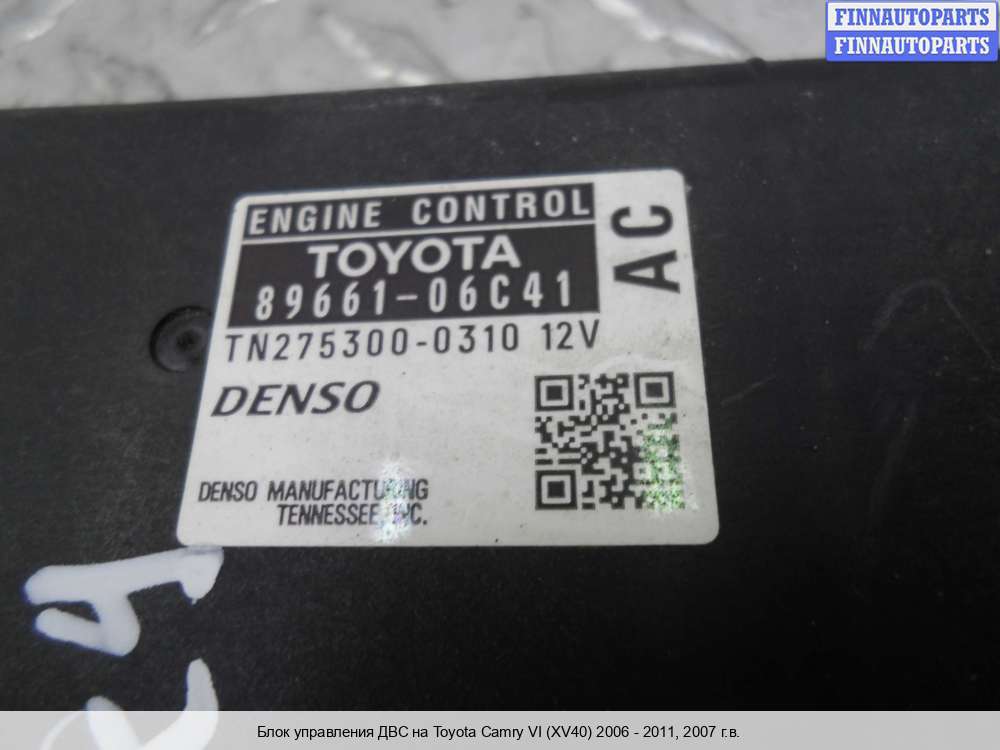 FINNAUTOPARTS
FINNAUTOPARTS
ENGINE CONTROL
TOYOTA
89661-06C41
AC
TN275300-0310 12V
DENSO
DENSO MANUFACTURING
TENNESSEE, INC.
Блок управления ДВС на Toyota Camry VI (XV40) 2006 - 2011, 2007 г.в.